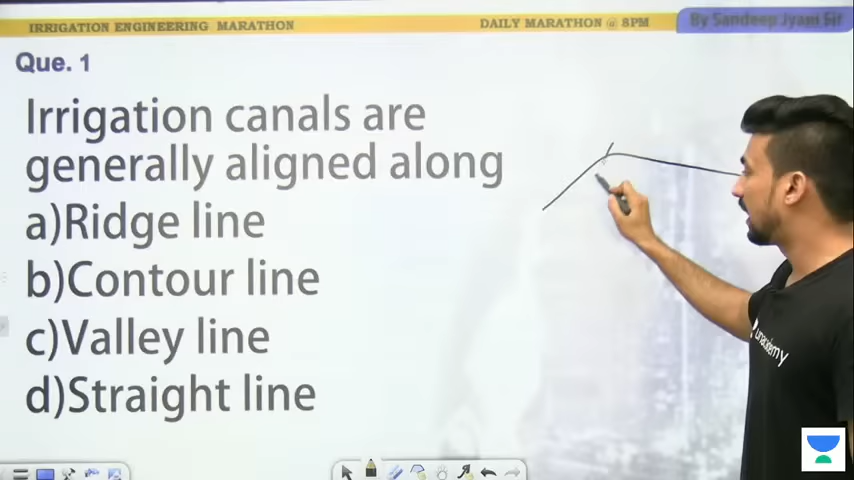 IRRIGATION ENGINEERING MARATHON
DAILY MARATHON @ 8PM
By Sandeep Jyani Sir
Que. 1
Irrigation canals are
generally aligned along
a)Ridge line
b)Contour line
c)Valley line
d)Straight line
unacademy